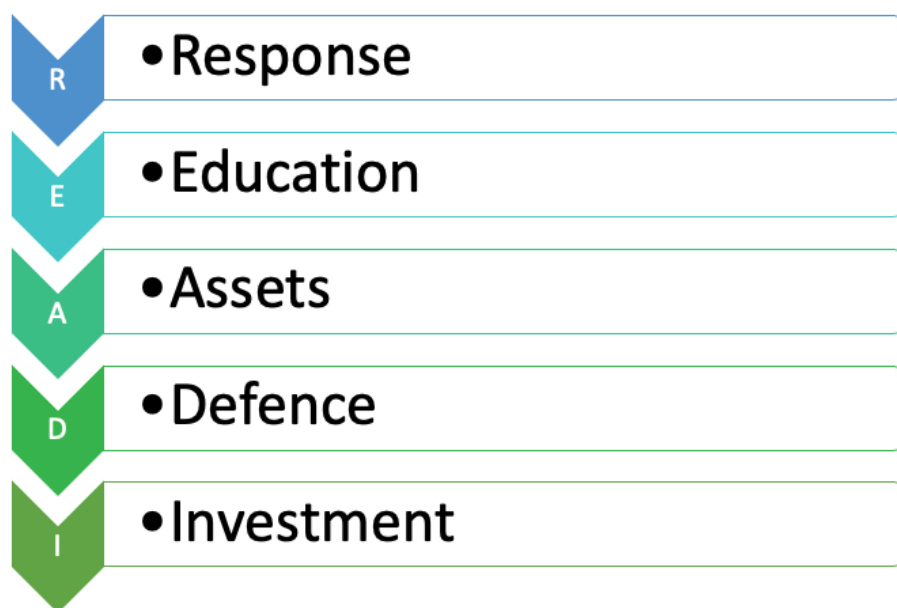 R
•Response
E
•Education
A
•Assets
D
•Defence
I
•Investment